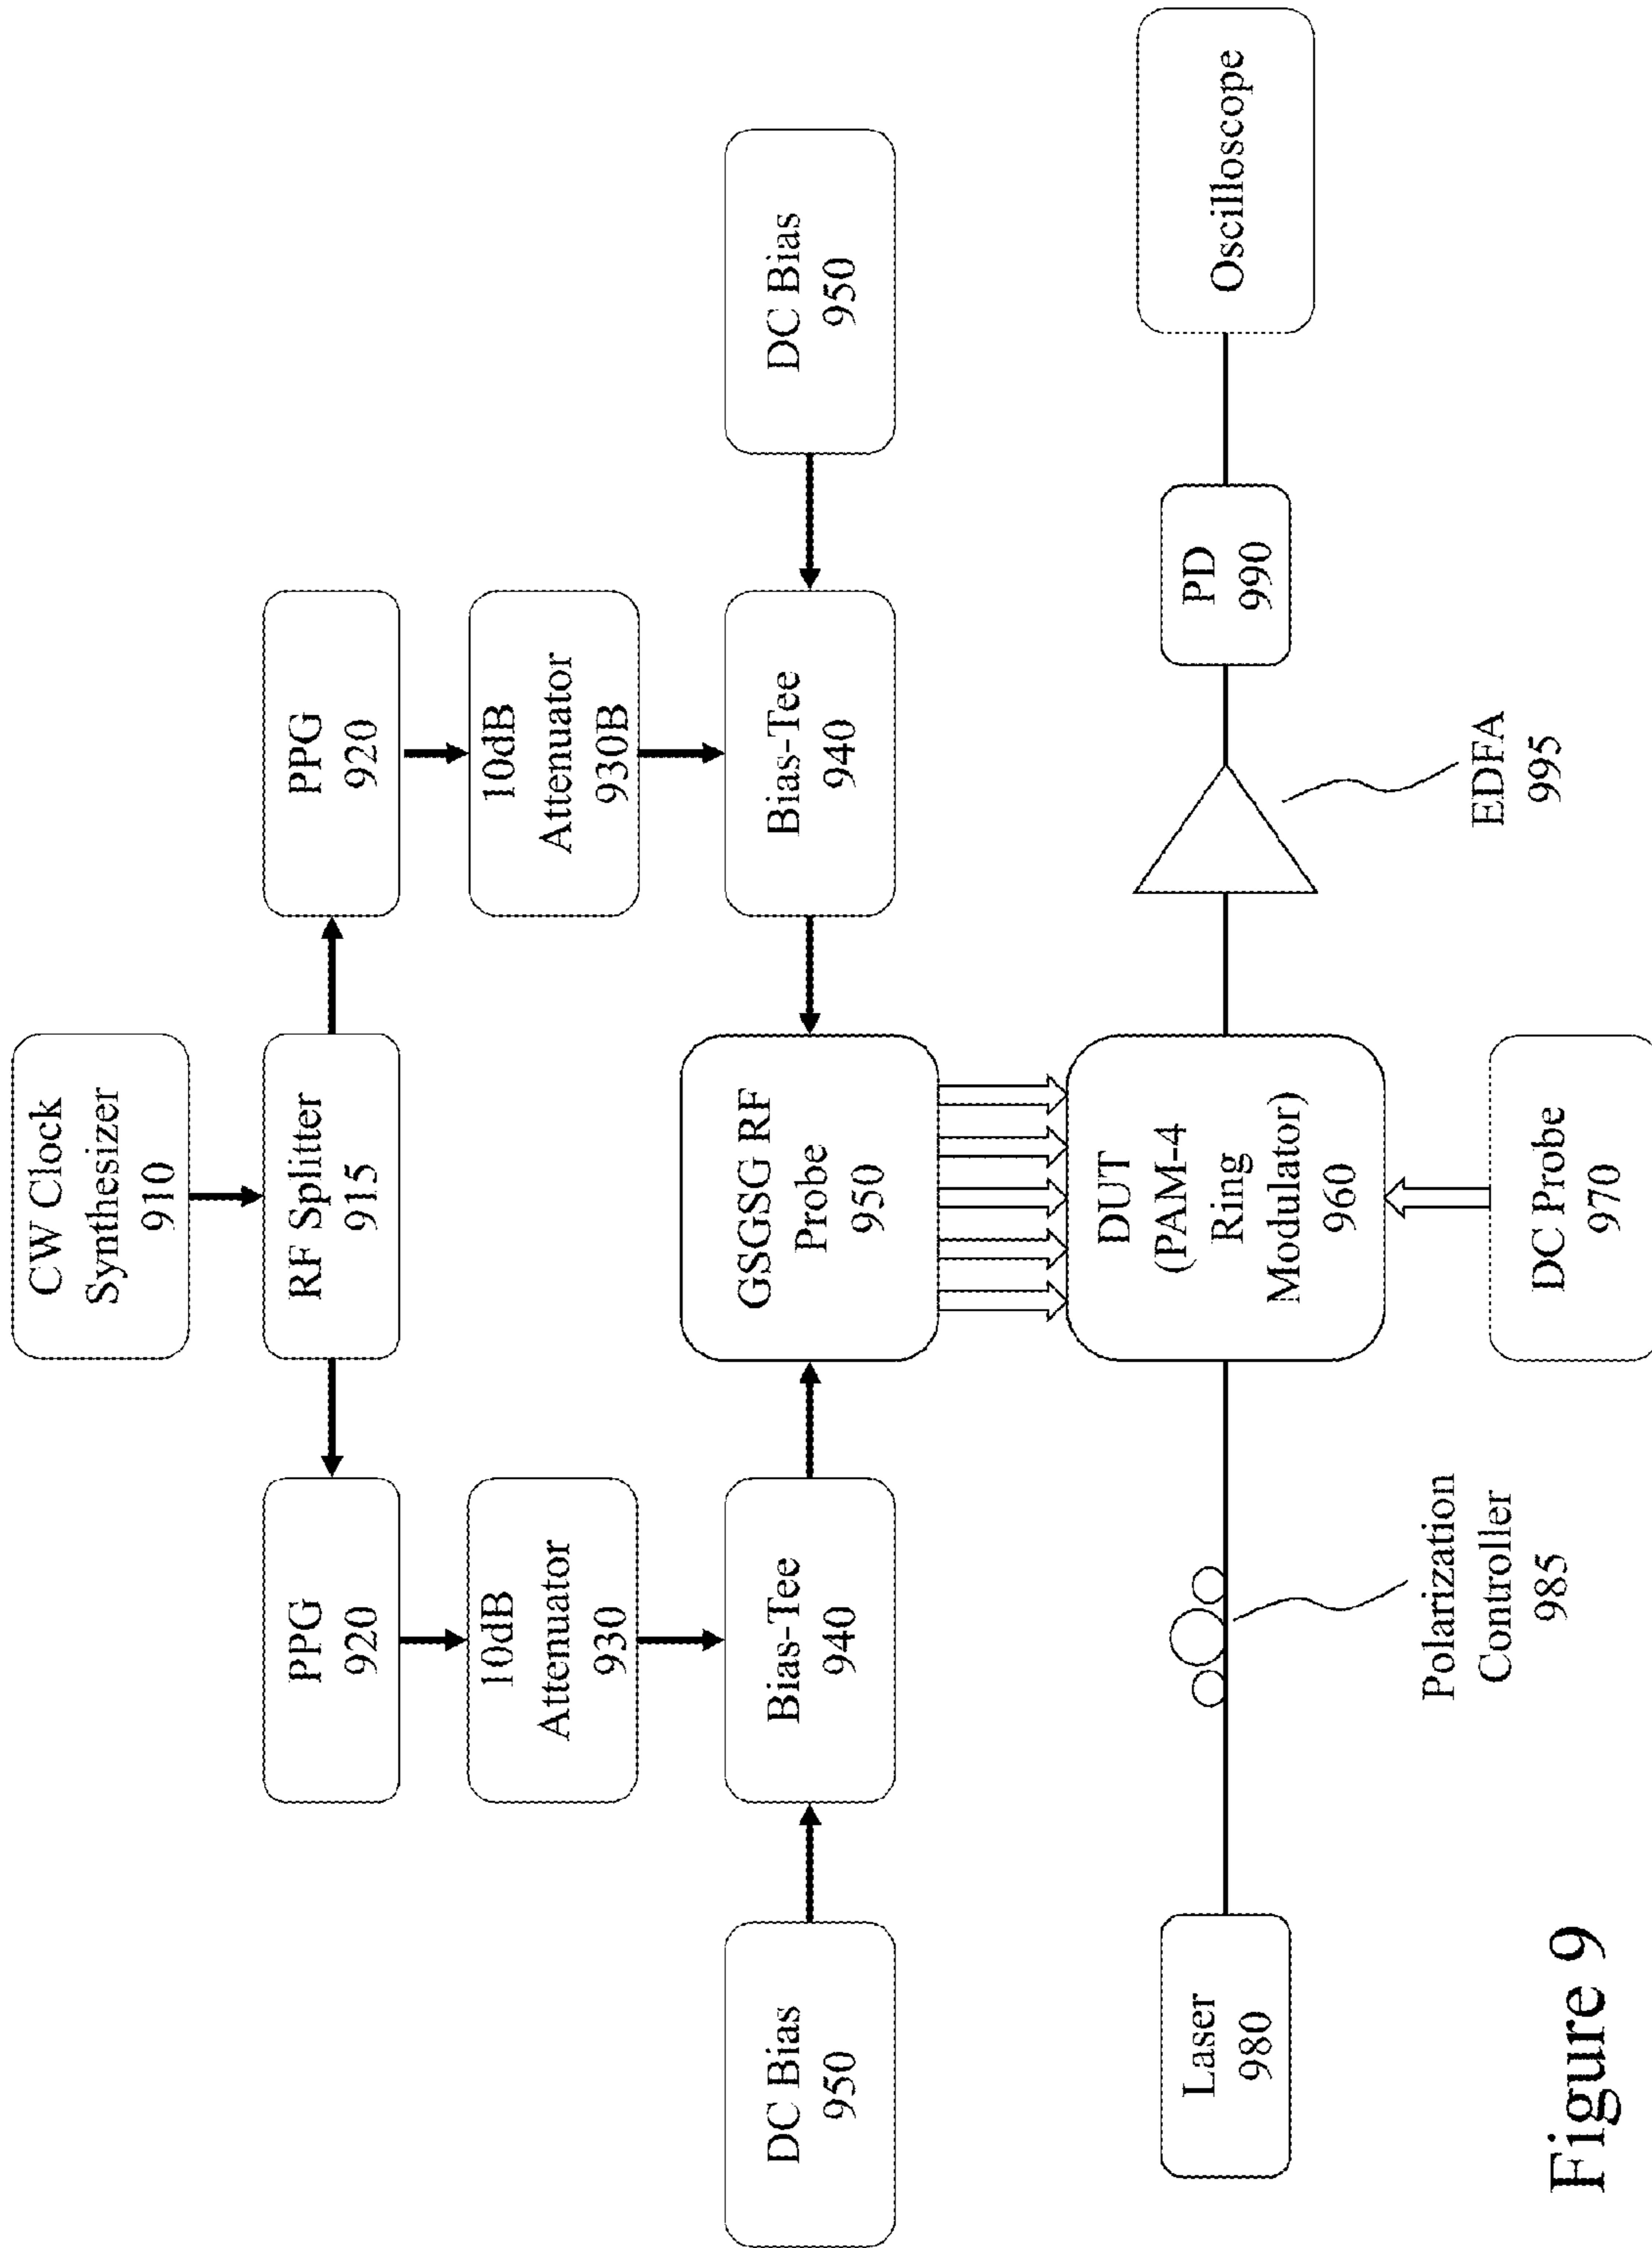 CW Clock
Synthesizer
910
PPG
920
RF Splitter
915
PPG
920
10dB
Attenuator
930
10dB
Attenuator
930B
DC Bias
950
Bias-Tee
940
GSGSG RF
Probe
950
Bias-Tee
940
DC Bias
950
Laser
980
DUT
(PAM-4
Ring
Modulator)
960
PD
990
Oscilloscope
Polarization
Controller
985
EDFA
995
DC Probe
970
Figure 9